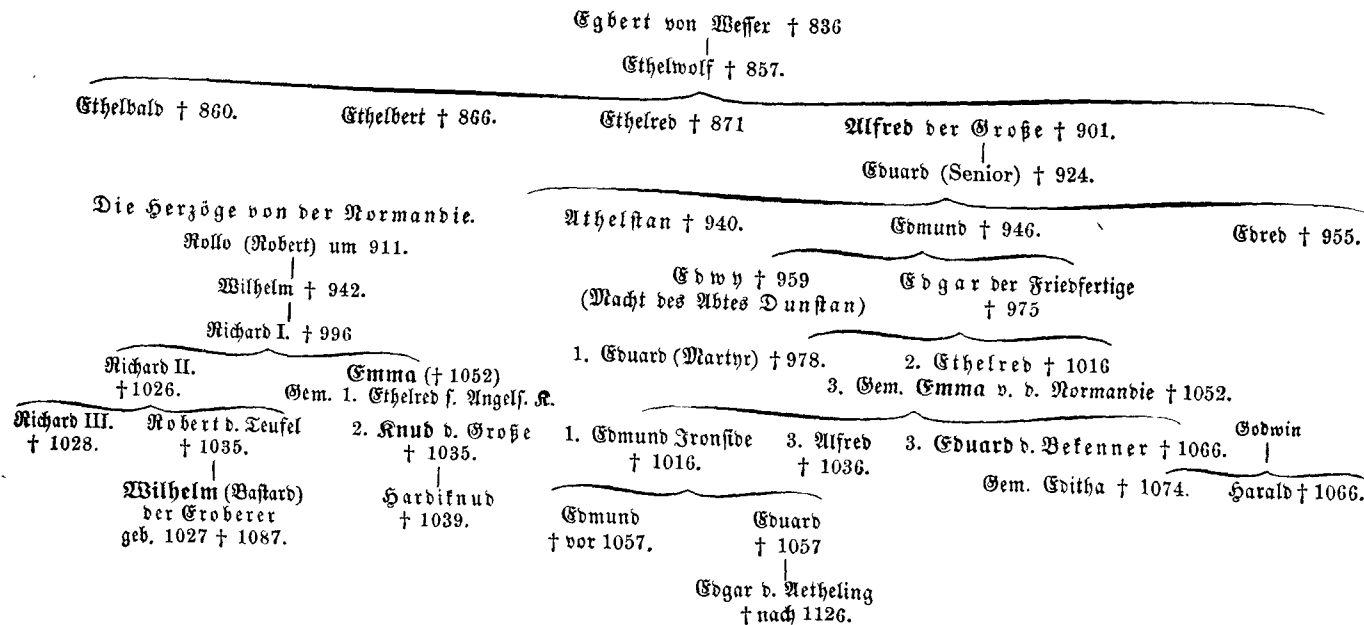 Egbert von Wesser † 836
Ethelwolf † 857.
Ethelbald † 860.
Ethelbert † 866.
Ethelred † 871
Alfred der Große † 901.
Eduard (Senior) † 924.
Athelstan † 940.
Edmund † 946.
Edred † 955.
Edwy † 959
(Macht des Abtes Dunstan)
Edgar der Friedfertige
† 975
1. Eduard (Martyr) † 978.
2. Ethelred † 1016
3. Gem. Emma v. d. Normandie † 1052.
1. Edmund Ironside
† 1016.
3. Alfred
† 1036.
3. Eduard d. Bekenner † 1066.
Gem. Editha † 1074.
Godwin
Harald † 1066.
Edmund
† vor 1057.
Eduard
† 1057
Edgar d. Aetheling
† nach 1126.
Die Herzöge von der Normandie.
Rollo (Robert) um 911.
Wilhelm † 942.
Richard I. † 996
Richard II.
† 1026.
Emma († 1052)
Gem. 1. Ethelred s. Angels. K.
2. Knud d. Große
† 1035.
Hardiknud
† 1039.
Richard III.
† 1028.
Robert d. Teufel
† 1035.
Wilhelm (Bastard)
der Eroberer
geb. 1027 † 1087.